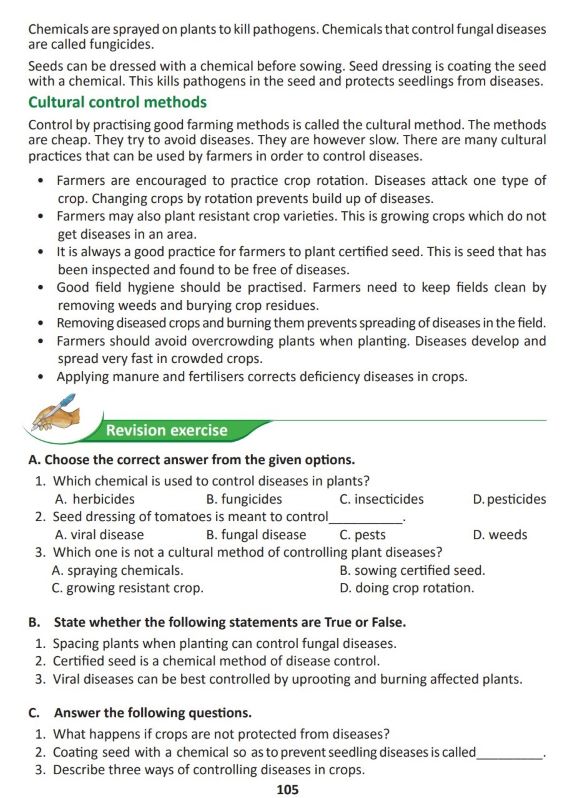 Chemicals are sprayed on plants to kill pathogens. Chemicals that control fungal diseases
are called fungicides.
Seeds can be dressed with a chemical before sowing. Seed dressing is coating the seed
with a chemical. This kills pathogens in the seed and protects seedlings from diseases.
Cultural control methods
Control by practising good farming methods is called the cultural method. The methods
are cheap. They try to avoid diseases. They are however slow. There are many cultural
practices that can be used by farmers in order to control diseases.
• Farmers are encouraged to practice crop rotation. Diseases attack one type of
crop. Changing crops by rotation prevents build up of diseases.
• Farmers may also plant resistant crop varieties. This is growing crops which do not
get diseases in an area.
• It is always a good practice for farmers to plant certified seed. This is seed that has
been inspected and found to be free of diseases.
• Good field hygiene should be practised. Farmers need to keep fields clean by
removing weeds and burying crop residues.
• Removing diseased crops and burning them prevents spreading of diseases in the field.
• Farmers should avoid overcrowding plants when planting. Diseases develop and
spread very fast in crowded crops.
• Applying manure and fertilisers corrects deficiency diseases in crops.
Revision exercise
A. Choose the correct answer from the given options.
1. Which chemical is used to control diseases in plants?
A. herbicides B. fungicides C. insecticides D. pesticides
2. Seed dressing of tomatoes is meant to control___________.
A. viral disease B. fungal disease C. pests D. weeds
3. Which one is not a cultural method of controlling plant diseases?
A. spraying chemicals. B. sowing certified seed.
C. growing resistant crop. D. doing crop rotation.
B. State whether the following statements are True or False.
1. Spacing plants when planting can control fungal diseases.
2. Certified seed is a chemical method of disease control.
3. Viral diseases can be best controlled by uprooting and burning affected plants.
C. Answer the following questions.
1. What happens if crops are not protected from diseases?
2. Coating seed with a chemical so as to prevent seedling diseases is called__________.
3. Describe three ways of controlling diseases in crops.
105